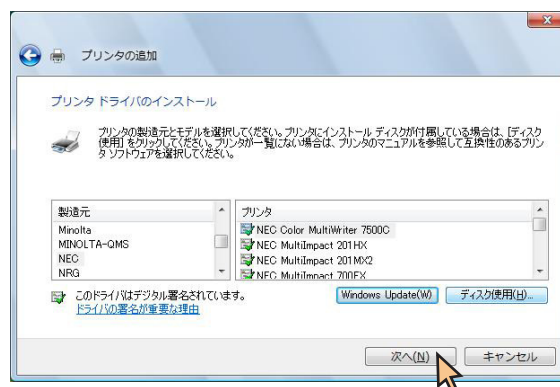 プリンタの追加
プリンタ ドライバのインストール
プリンタの製造元とモデルを選択してください。プリンタにインストール ディスクが付属している場合は、[ディスク
使用] をクリックしてください。プリンタが一覧にない場合は、プリンタのマニュアルを参照して互換性のあるプリン
タ ソフトウェアを選択してください。
製造元
Minolta
MINOLTA-QMS
NEC
NRG
プリンタ
NEC Color MultiWriter 7500C
NEC MultiImpact 201HX
NEC MultiImpact 201MX2
NEC MultiImpact 700EX
このドライバはデジタル署名されています。
ドライバの署名が重要な理由
Windows Update(W)
ディスク使用(H)...
次へ(N)
キャンセル